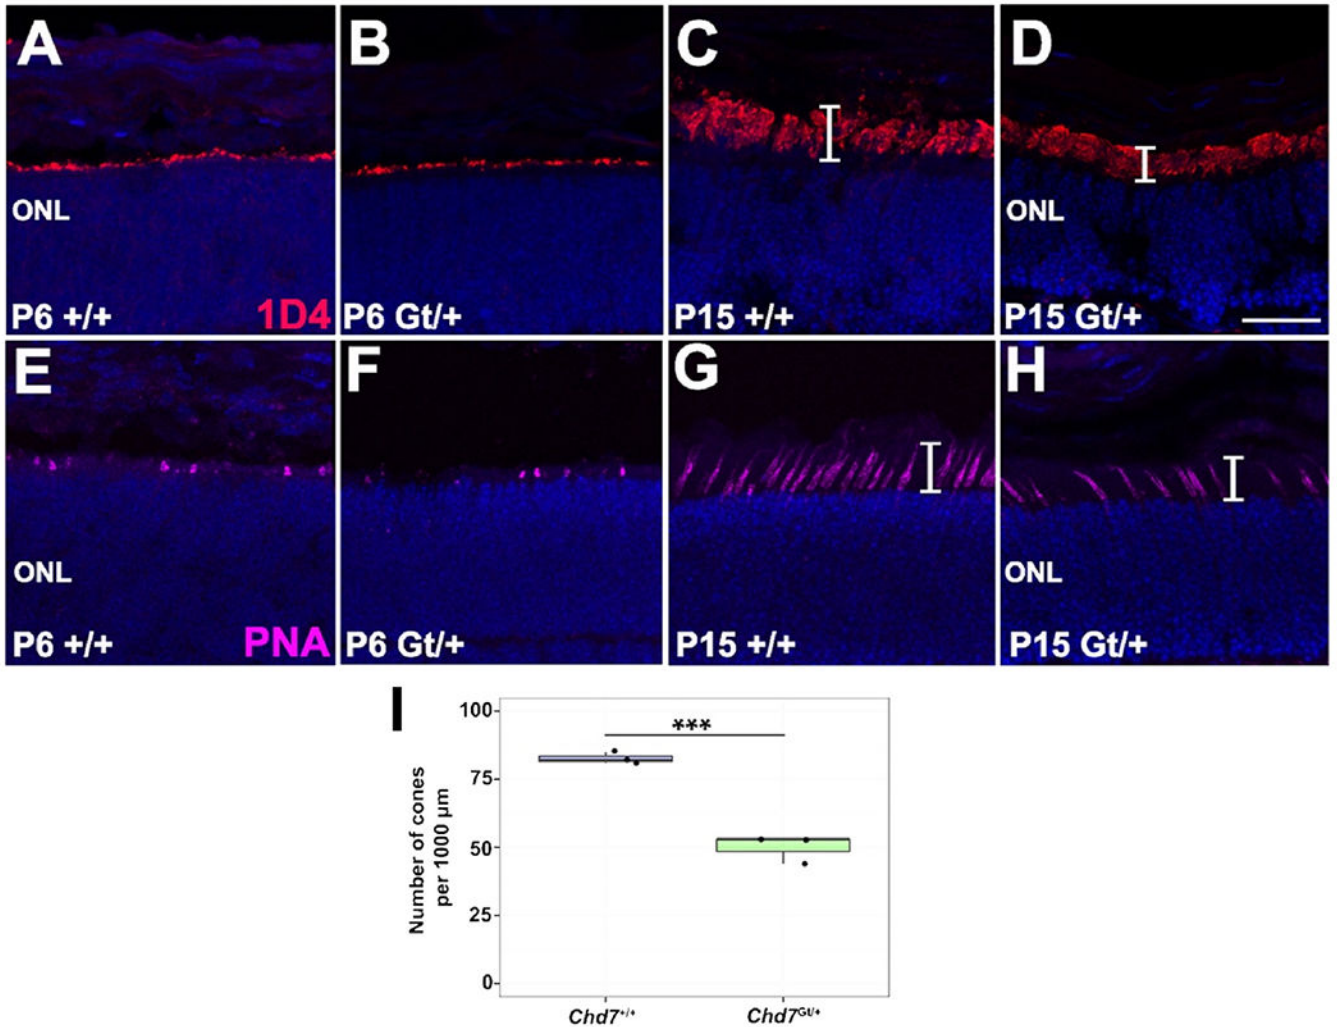 A
ONL
P6 +/+
1D4
B
P6 Gt/+
C
P15 +/+
D
ONL
P15 Gt/+
E
ONL
P6 +/+
PNA
F
P6 Gt/+
G
P15 +/+
H
ONL
P15 Gt/+
I
***
100
75
50
25
0
Number of cones
per 1000 μm
Chd7+/+
Chd7Gt/+